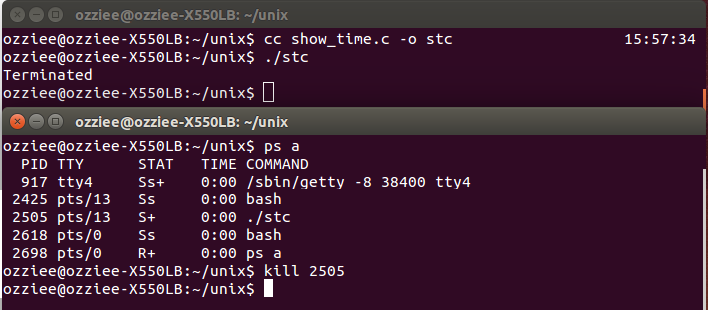 ozziee@ozziee-X550LB: ~/unix
ozziee@ozziee-X550LB:~/unix$ cc show_time.c -o stc 15:57:34
ozziee@ozziee-X550LB:~/unix$ ./stc
Terminated
ozziee@ozziee-X550LB:~/unix$
ozziee@ozziee-X550LB: ~/unix
ozziee@ozziee-X550LB:~/unix$ ps a
PID TTY STAT TIME COMMAND
917 tty4 Ss+ 0:00 /sbin/getty -8 38400 tty4
2425 pts/13 Ss 0:00 bash
2505 pts/13 S+ 0:00 ./stc
2618 pts/0 Ss 0:00 bash
2698 pts/0 R+ 0:00 ps a
ozziee@ozziee-X550LB:~/unix$ kill 2505
ozziee@ozziee-X550LB:~/unix$